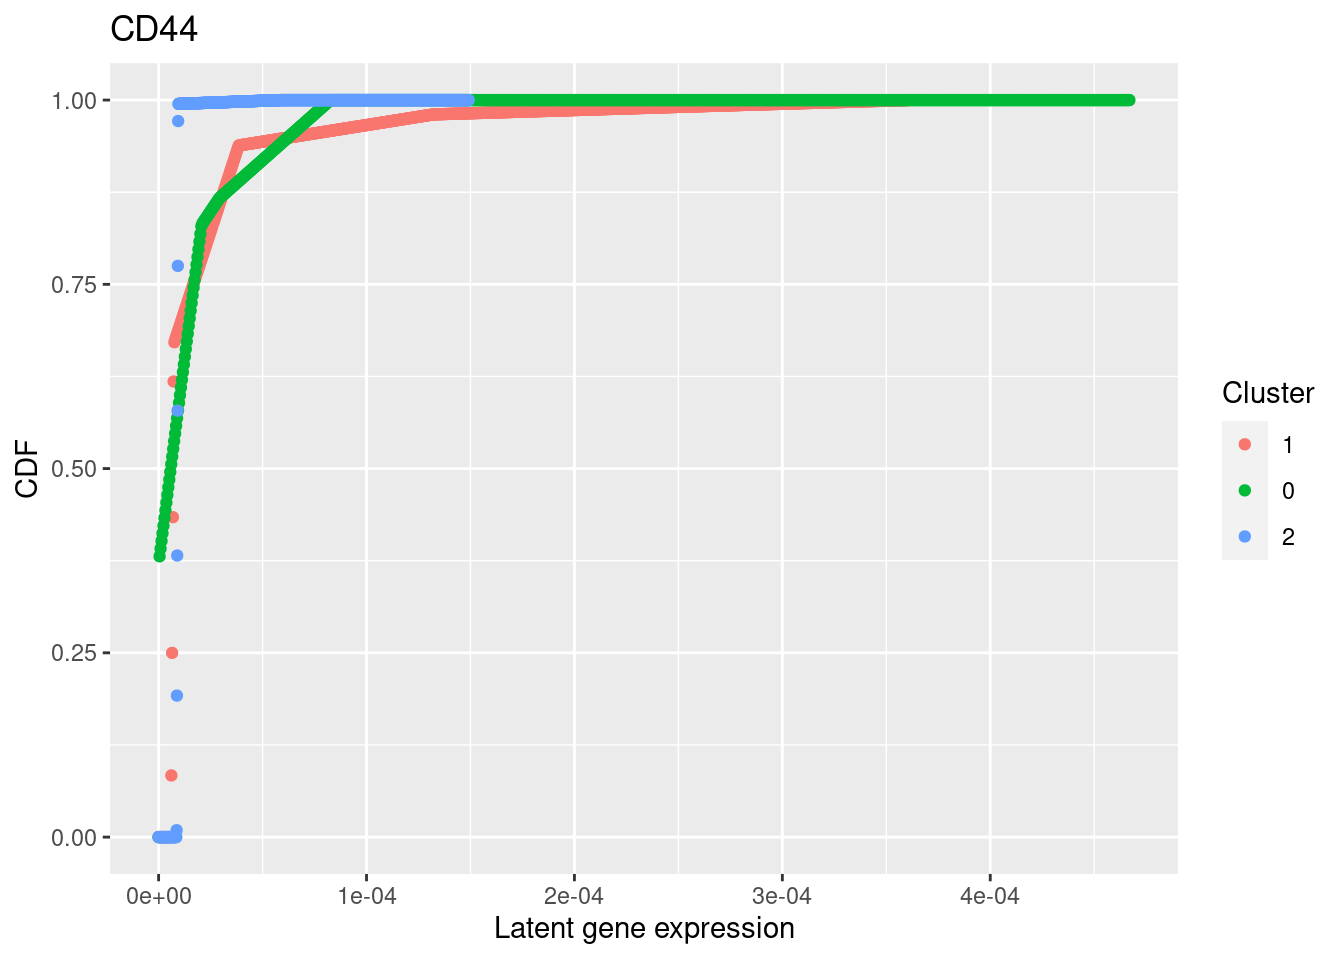 CD44
1.00
0.75
0.50
0.25
0.00
CDF
0e+00
1e-04
2e-04
3e-04
4e-04
Latent gene expression
Cluster
1
0
2